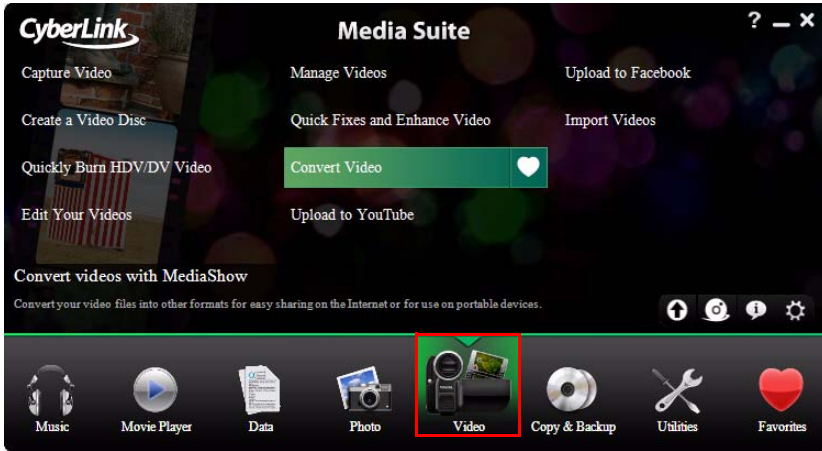 CyberLink
Media Suite
? _ x
Capture Video
Manage Videos
Upload to Facebook
Create a Video Disc
Quick Fixes and Enhance Video
Import Videos
Quickly Burn HDV/DV Video
Convert Video
Edit Your Videos
Upload to YouTube
Convert videos with MediaShow
Convert your video files into other formats for easy sharing on the Internet or for use on portable devices.
Music
Movie Player
Data
Photo
Video
Copy & Backup
Utilities
Favorites